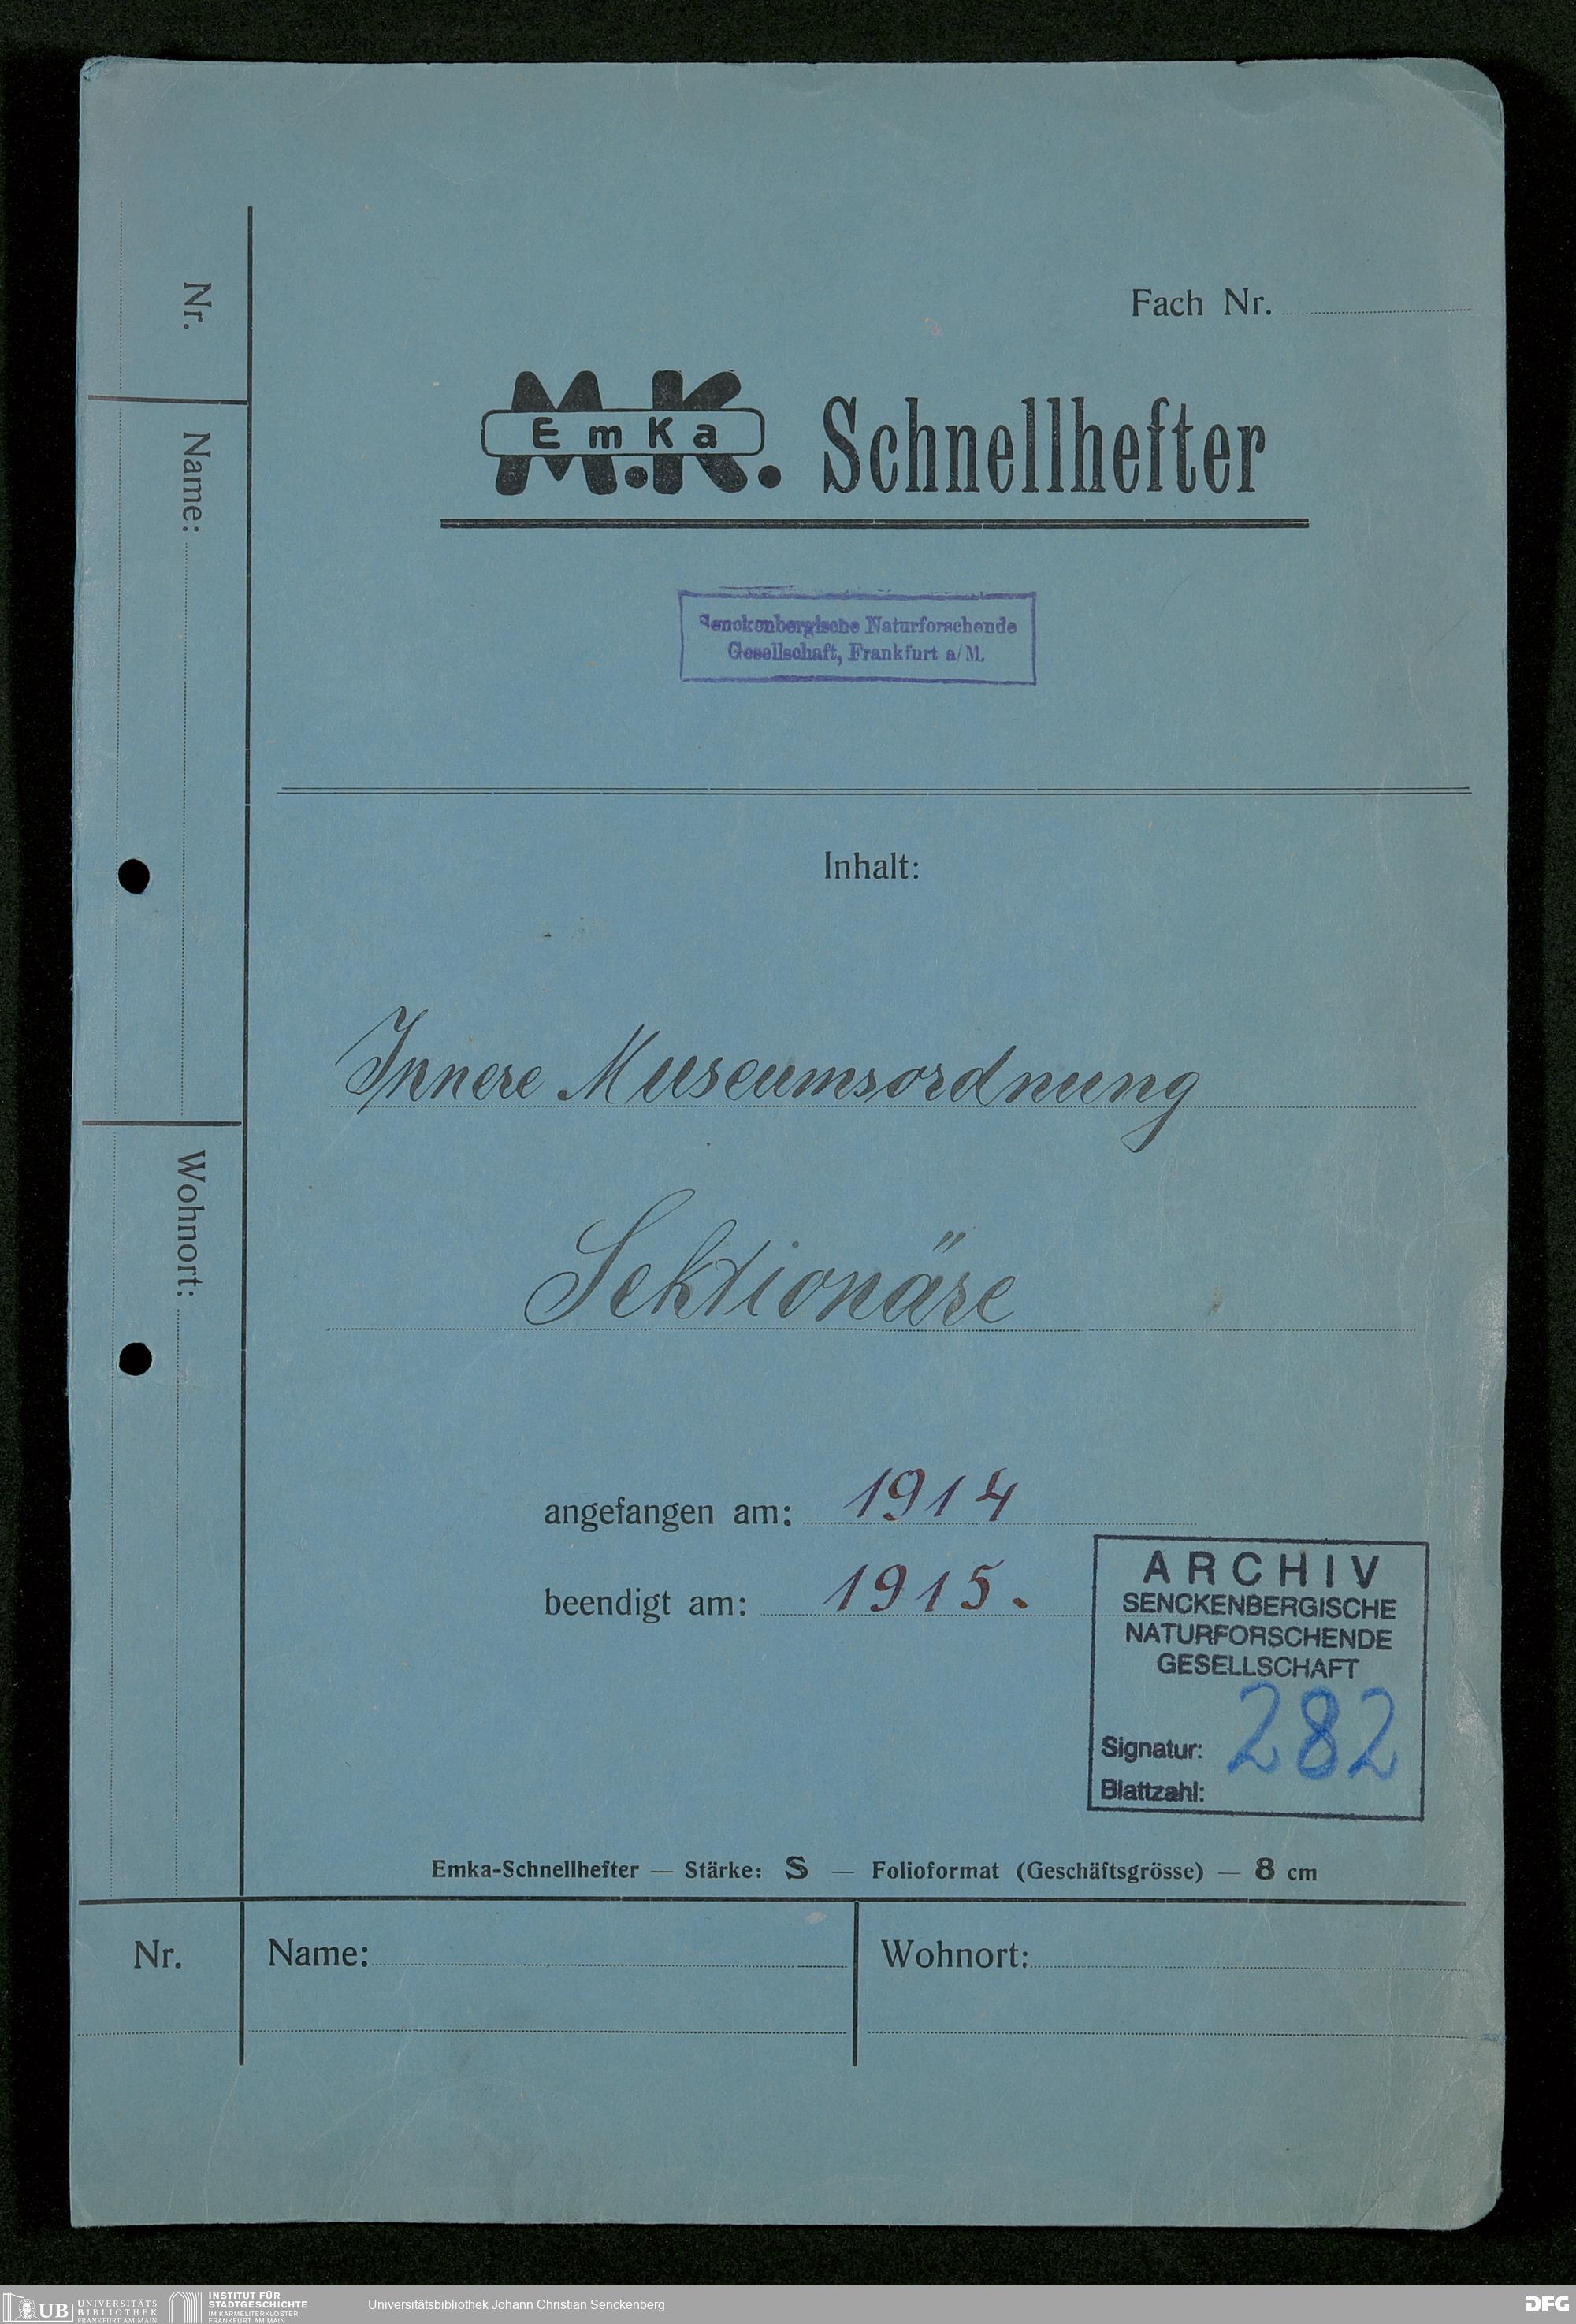 Fach Nr.
M.K.
EmKa
Schnellhefter
Senckenbergische Naturforschende
Gesellschaft, Frankfurt a/M.
Inhalt:
Innere Museumsordnung
Sektionäre
angefangen am: 1914
beendigt am: 1915.
ARCHIV
SENCKENBERGISCHE
NATURFORSCHENDE
GESELLSCHAFT
Signatur: 282
Blattzahl:
Emka-Schnellhefter — Stärke: S — Folioformat (Geschäftsgrösse) — 8 cm
Nr.
Name:
Wohnort:
Nr.
Name:
Wohnort:
UB
UNIVERSITÄTS
BIBLIOTHEK
FRANKFURT AM MAIN
INSTITUT FÜR
STADTGESCHICHTE
IM KARMELITERKLOSTER
FRANKFURT AM MAIN
Universitätsbibliothek Johann Christian Senckenberg
DFG